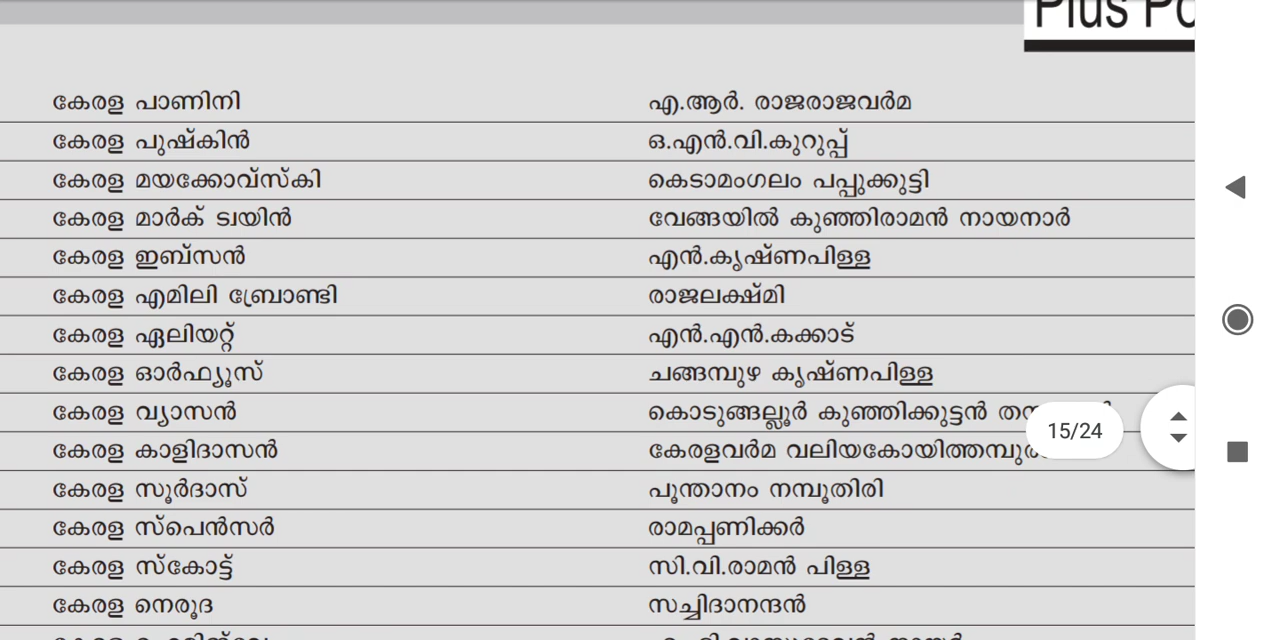 Plus
കേരള പാണിനി എ.ആർ. രാജരാജവർമ
കേരള പുഷ്കിൻ ഒ.എൻ.വി.കുറുപ്പ്
കേരള മയക്കോവ്സ്കി കെടാമംഗലം പപ്പുക്കുട്ടി
കേരള മാർക് ട്വയിൻ വേങ്ങയിൽ കുഞ്ഞിരാമൻ നായനാർ
കേരള ഇബ്സൻ എൻ.കൃഷ്ണപിള്ള
കേരള എമിലി ബ്രോണ്ടി രാജലക്ഷ്മി
കേരള ഏലിയറ്റ് എൻ.എൻ.കക്കാട്
കേരള ഓർഫ്യൂസ് ചങ്ങമ്പുഴ കൃഷ്ണപിള്ള
കേരള വ്യാസൻ കൊടുങ്ങല്ലൂർ കുഞ്ഞിക്കുട്ടൻ
15/24
കേരള കാളിദാസൻ കേരളവർമ
കേരള സൂർദാസ് പൂന്താനം നമ്പൂതിരി
കേരള സ്പെൻസർ രാമപ്പണിക്കർ
കേരള സ്കോട്ട് സി.വി.രാമൻ പിള്ള
കേരള നെരൂദ സച്ചിദാനന്ദൻ